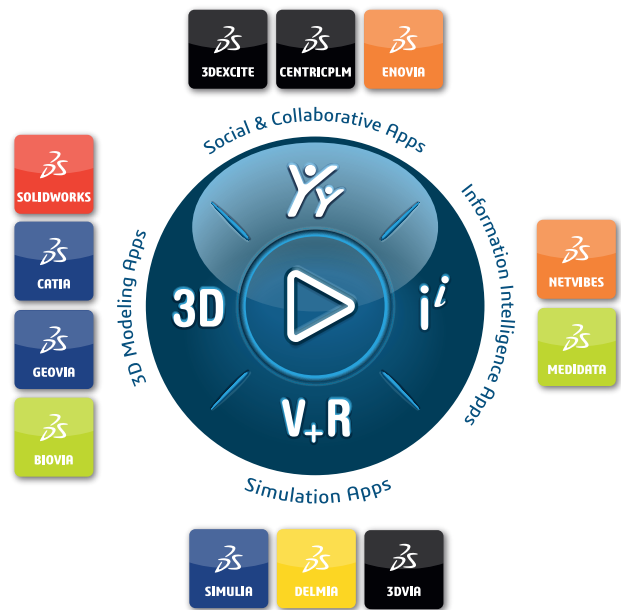 3DEXCITE
CENTRICPLM
ENOVIA
Social & Collaborative Apps
SOLIDWORKS
CATIA
GEOVIA
BIOVIA
3D Modeling Apps
3D
i i
V+R
Information Intelligence Apps
NETVIBES
MEDIDATA
Simulation Apps
SIMULIA
DELMIA
3DVIA